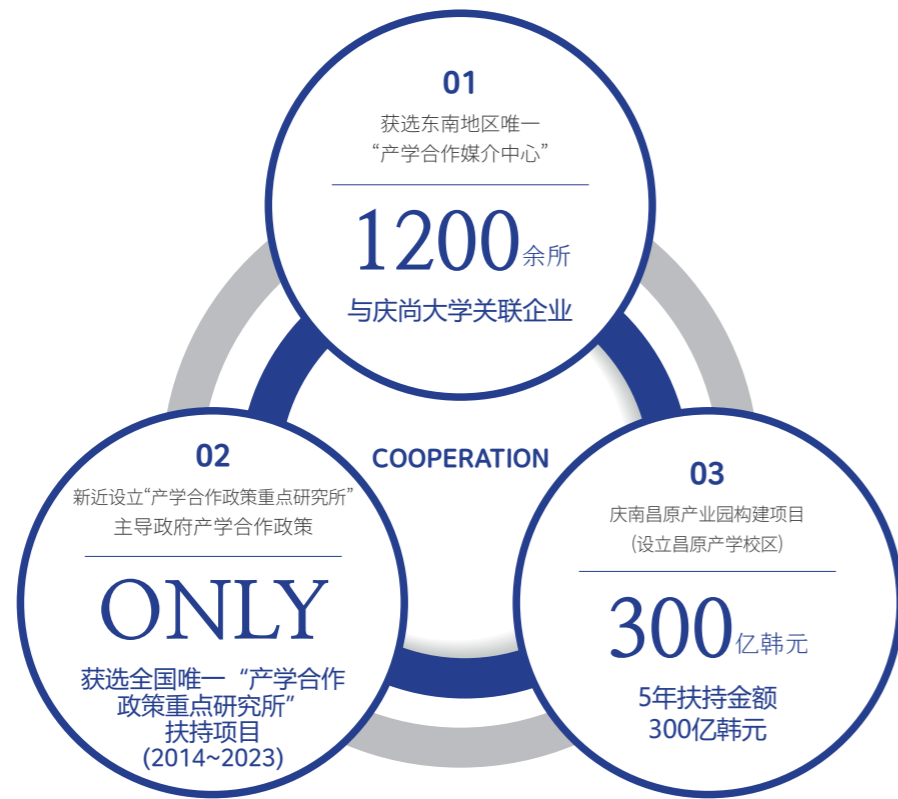 01
获选东南地区唯一
“产学合作媒介中心”
1200余所
与庆尚大学关联企业
COOPERATION
02
新近设立“产学合作政策重点研究所”
主导政府产学合作政策
ONLY
获选全国唯一“产学合作
政策重点研究所”
扶持项目
(2014~2023)
03
庆南昌原产业园构建项目
(设立昌原产学校区)
300亿韩元
5年扶持金额
300亿韩元